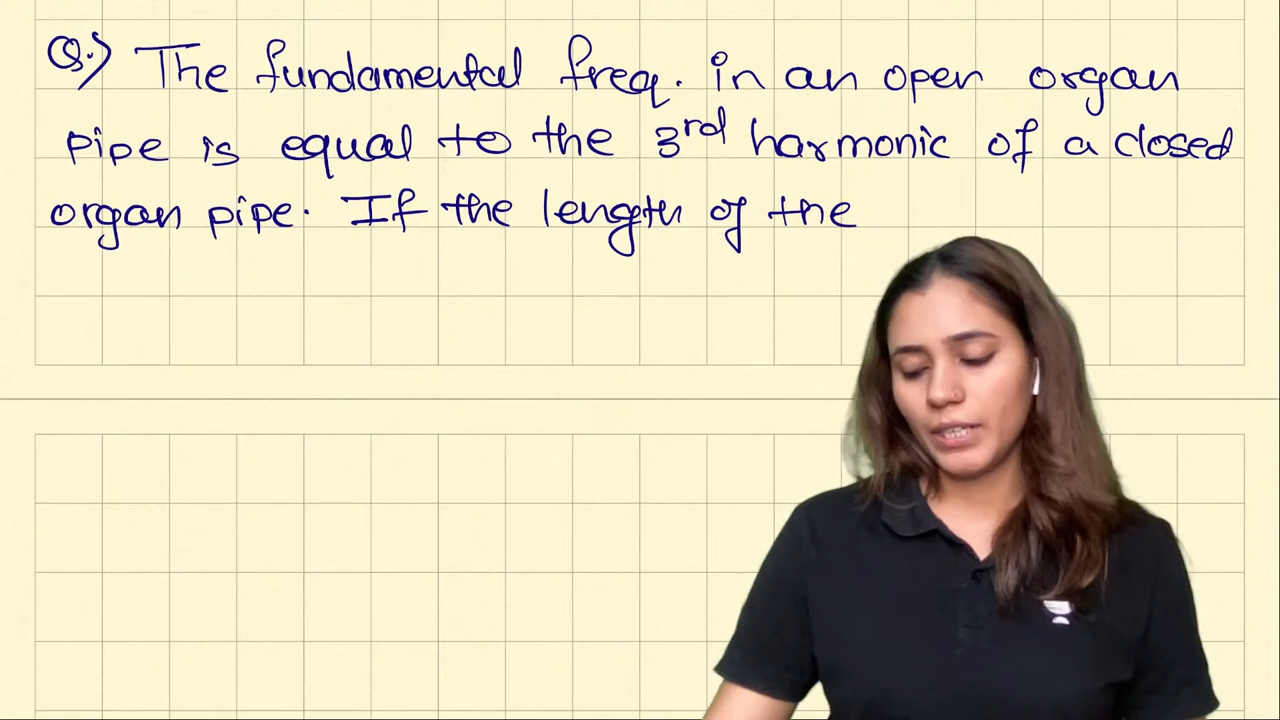 Q.) The fundamental freq. in an open organ
pipe is equal to the 3rd harmonic of a closed
organ pipe. If the length of the